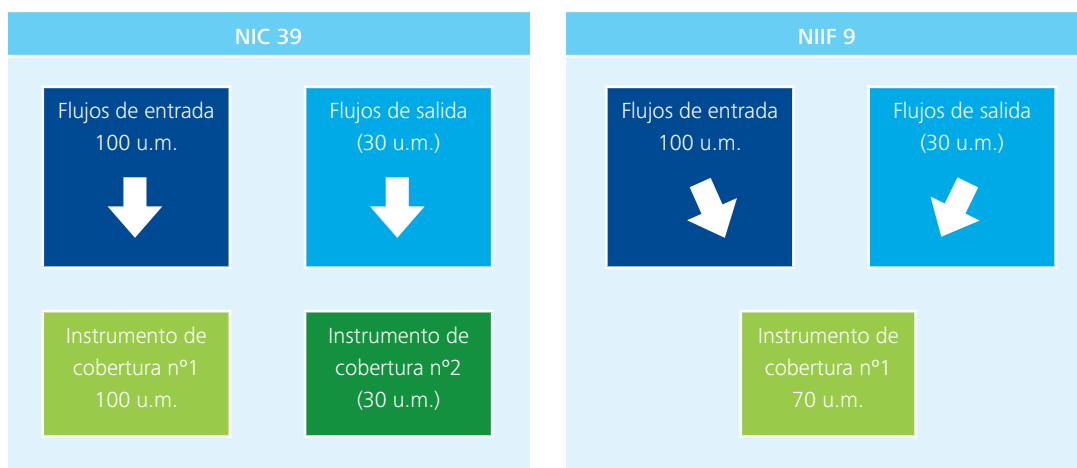 NIC 39
Flujos de entrada
100 u.m.
Flujos de salida
(30 u.m.)
Instrumento de
cobertura nº1
100 u.m.
Instrumento de
cobertura nº2
(30 u.m.)
NIIF 9
Flujos de entrada
100 u.m.
Flujos de salida
(30 u.m.)
Instrumento de
cobertura nº1
70 u.m.